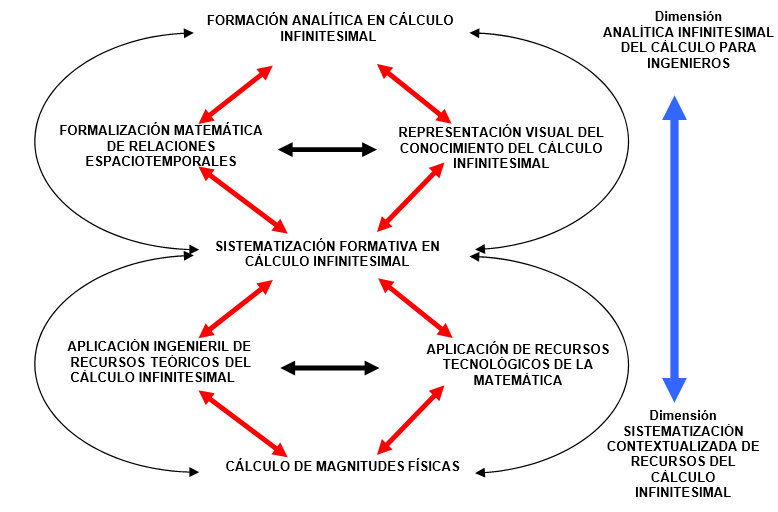 FORMACIÓN ANALÍTICA EN CÁLCULO
INFINITESIMAL
Dimensión
ANALÍTICA INFINITESIMAL
DEL CÁLCULO PARA
INGENIEROS
FORMALIZACIÓN MATEMÁTICA
DE RELACIONES
ESPACIOTEMPORALES
REPRESENTACIÓN VISUAL DEL
CONOCIMIENTO DEL CÁLCULO
INFINITESIMAL
SISTEMATIZACIÓN FORMATIVA EN
CÁLCULO INFINITESIMAL
APLICACIÓN INGENIERIL DE
RECURSOS TEÓRICOS DEL
CÁLCULO INFINITESIMAL
APLICACIÓN DE RECURSOS
TECNOLÓGICOS DE LA
MATEMÁTICA
CÁLCULO DE MAGNITUDES FÍSICAS
Dimensión
SISTEMATIZACIÓN
CONTEXTUALIZADA DE
RECURSOS DEL
CÁLCULO
INFINITESIMAL